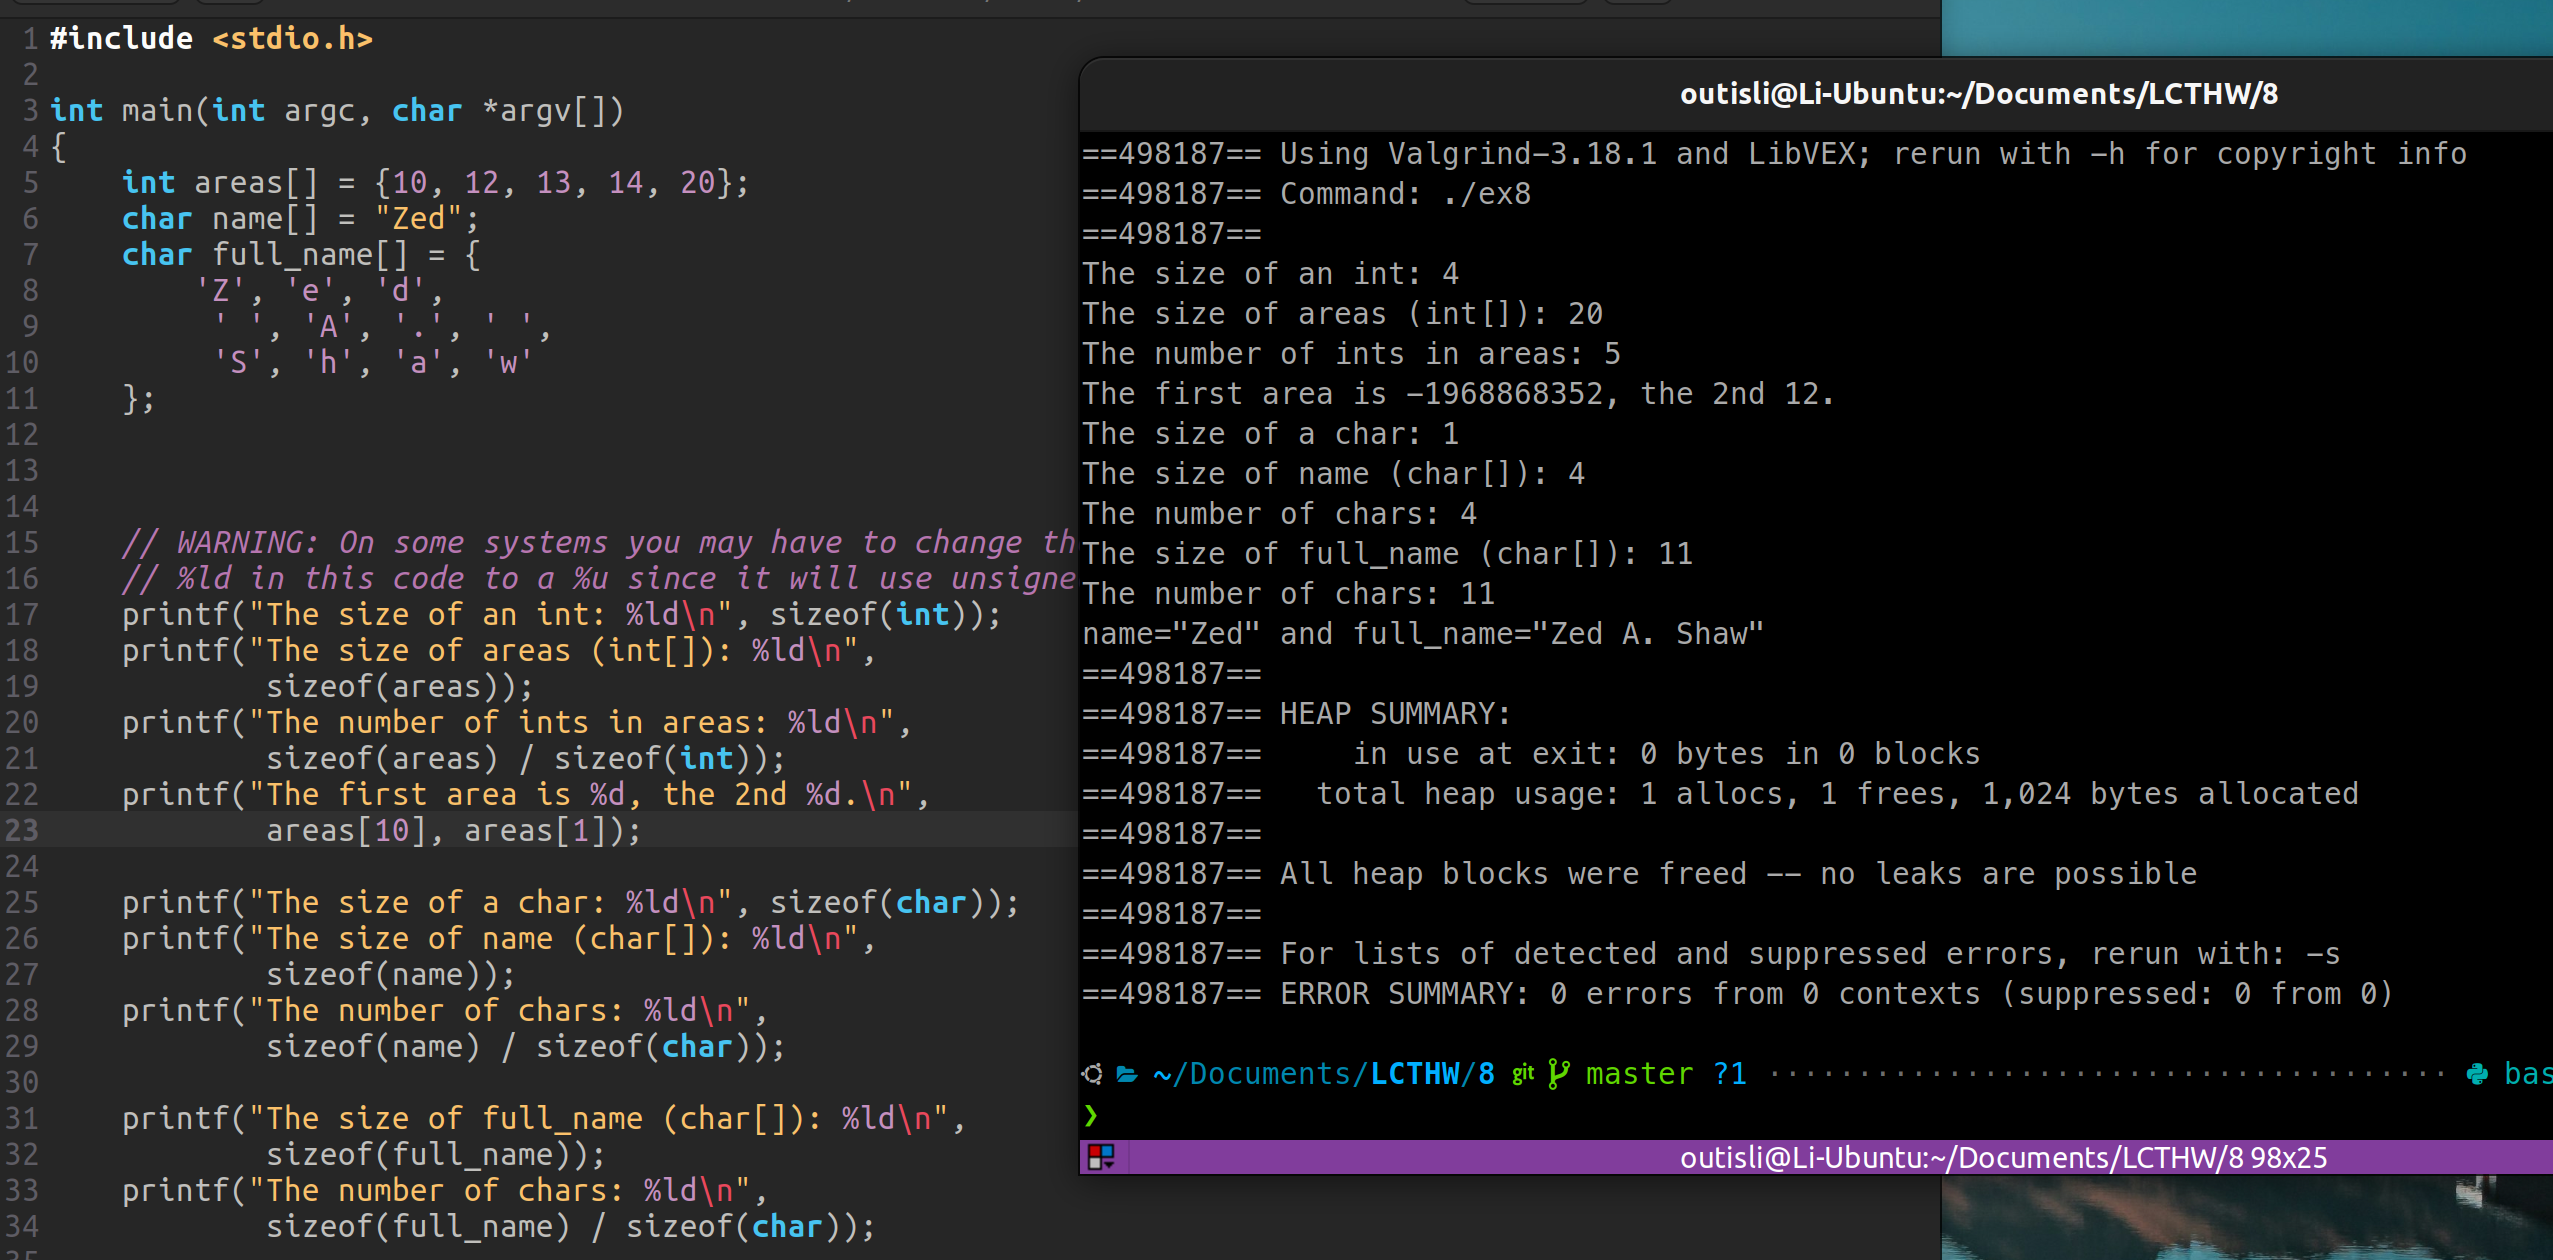 1 #include <stdio.h>
2
3 int main(int argc, char *argv[])
4 {
5     int areas[] = {10, 12, 13, 14, 20};
6     char name[] = "Zed";
7     char full_name[] = {
8         'Z', 'e', 'd',
9          ' ', 'A', '.', ' ',
10          'S', 'h', 'a', 'w'
11     };
12
13
14
15     // WARNING: On some systems you may have to change th
16     // %ld in this code to a %u since it will use unsigne
17     printf("The size of an int: %ld\n", sizeof(int));
18     printf("The size of areas (int[]): %ld\n",
19             sizeof(areas));
20     printf("The number of ints in areas: %ld\n",
21             sizeof(areas) / sizeof(int));
22     printf("The first area is %d, the 2nd %d.\n",
23             areas[10], areas[1]);
24
25     printf("The size of a char: %ld\n", sizeof(char));
26     printf("The size of name (char[]): %ld\n",
27             sizeof(name));
28     printf("The number of chars: %ld\n",
29             sizeof(name) / sizeof(char));
30
31     printf("The size of full_name (char[]): %ld\n",
32             sizeof(full_name));
33     printf("The number of chars: %ld\n",
34             sizeof(full_name) / sizeof(char));
outisli@Li-Ubuntu:~/Documents/LCTHW/8
==498187== Using Valgrind-3.18.1 and LibVEX; rerun with -h for copyright info
==498187== Command: ./ex8
==498187==
The size of an int: 4
The size of areas (int[]): 20
The number of ints in areas: 5
The first area is -1968868352, the 2nd 12.
The size of a char: 1
The size of name (char[]): 4
The number of chars: 4
The size of full_name (char[]): 11
The number of chars: 11
name="Zed" and full_name="Zed A. Shaw"
==498187==
==498187== HEAP SUMMARY:
==498187==     in use at exit: 0 bytes in 0 blocks
==498187==   total heap usage: 1 allocs, 1 frees, 1,024 bytes allocated
==498187==
==498187== All heap blocks were freed -- no leaks are possible
==498187==
==498187== For lists of detected and suppressed errors, rerun with: -s
==498187== ERROR SUMMARY: 0 errors from 0 contexts (suppressed: 0 from 0)
~/Documents/LCTHW/8 git master ?1 ······································ bas
❯
outisli@Li-Ubuntu:~/Documents/LCTHW/8 98x25